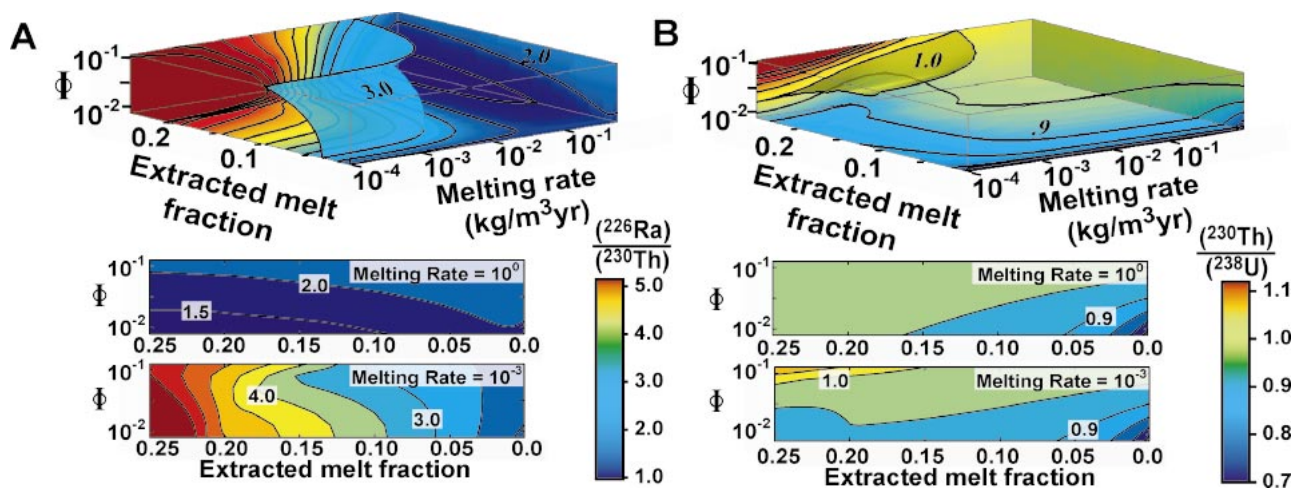 A
2.0
3.0
10⁻¹
Φ
10⁻²
0.2
0.1
Extracted melt
fraction
10⁻⁴
10⁻³
10⁻²
10⁻¹
Melting rate
(kg/m³yr)
(²²⁶Ra)
(²³⁰Th)
5.0
4.0
3.0
2.0
1.0
10⁻¹
Φ
10⁻²
Melting Rate = 10⁰
2.0
1.5
0.25 0.20 0.15 0.10 0.05 0.0
10⁻¹
Φ
10⁻²
Melting Rate = 10⁻³
4.0
3.0
0.25 0.20 0.15 0.10 0.05 0.0
Extracted melt fraction
B
1.0
.9
10⁻¹
Φ
10⁻²
0.2
0.1
Extracted melt
fraction
10⁻⁴
10⁻³
10⁻²
10⁻¹
Melting rate
(kg/m³yr)
(²³⁰Th)
(²³⁸U)
1.1
1.0
0.9
0.8
0.7
10⁻¹
Φ
10⁻²
Melting Rate = 10⁰
0.9
0.25 0.20 0.15 0.10 0.05 0.0
10⁻¹
Φ
10⁻²
Melting Rate = 10⁻³
1.0
0.9
0.25 0.20 0.15 0.10 0.05 0.0
Extracted melt fraction